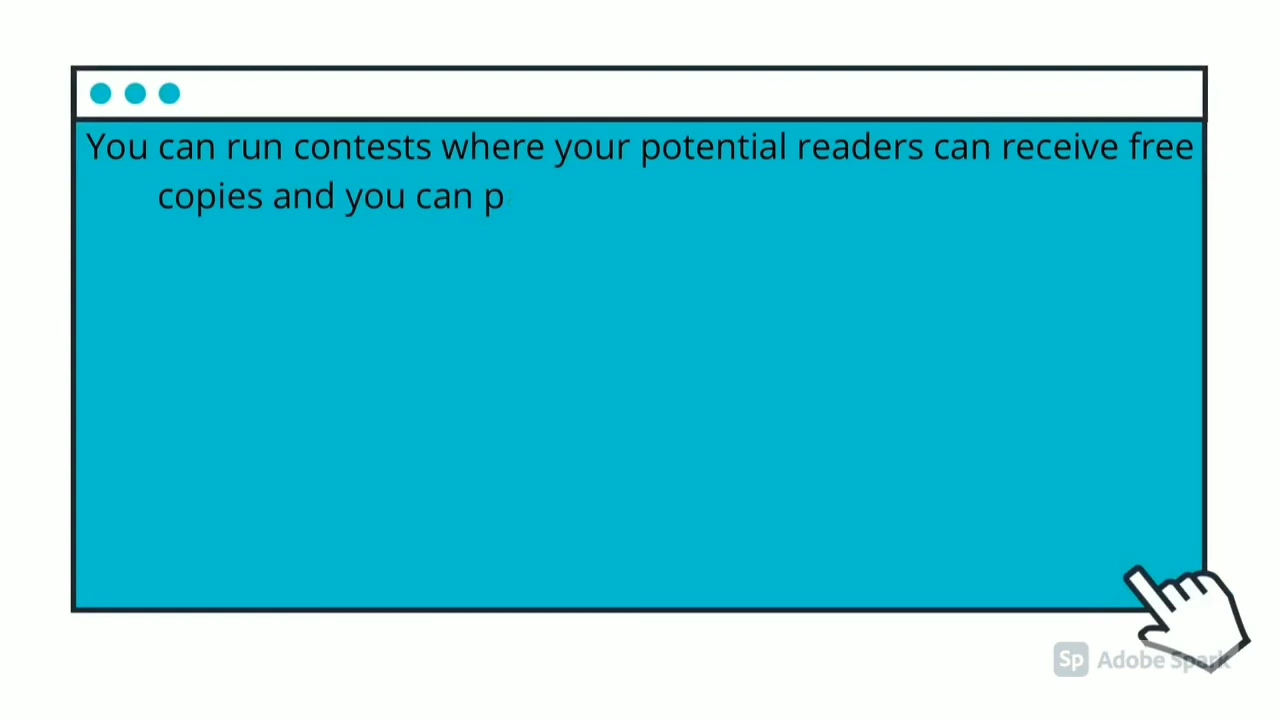 You can run contests where your potential readers can receive free
copies and you can p
Sp Adobe Spark